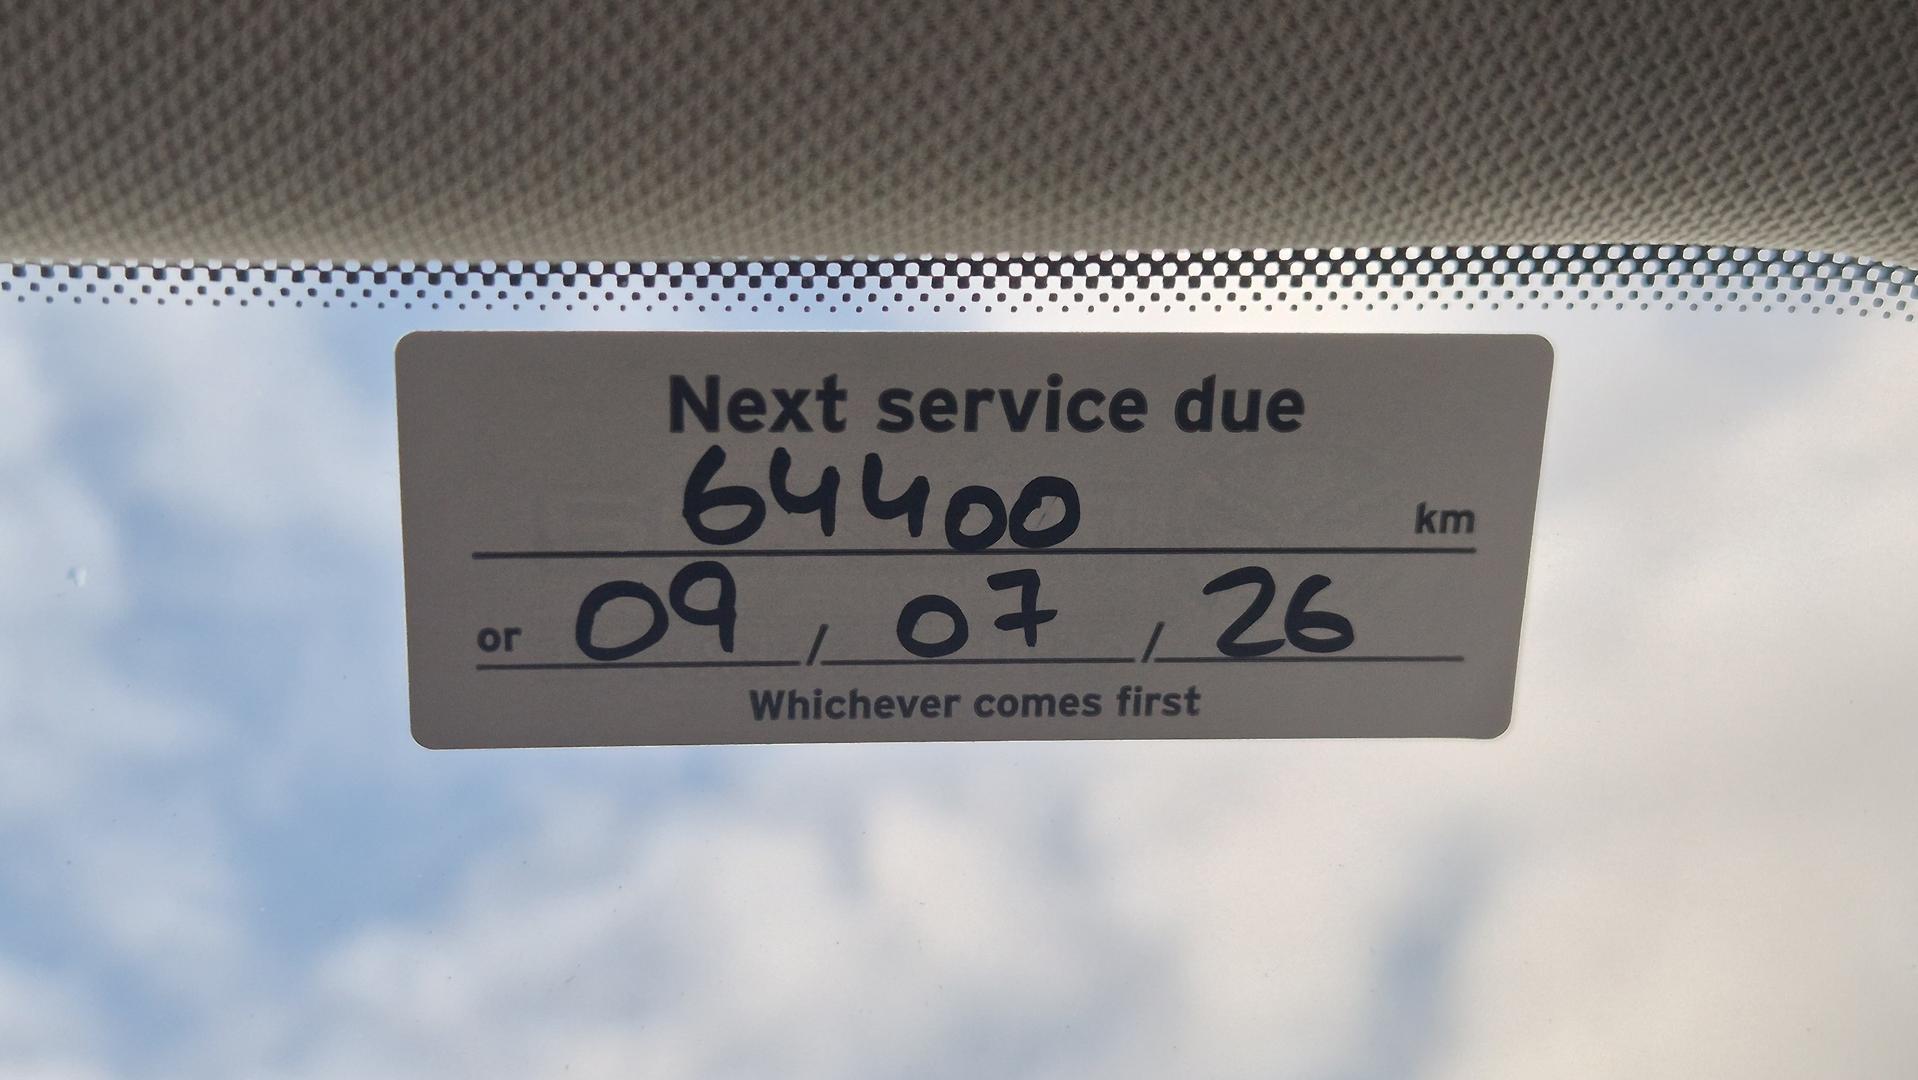 Next service due
64400 km
or 09 / 07 / 26
Whichever comes first